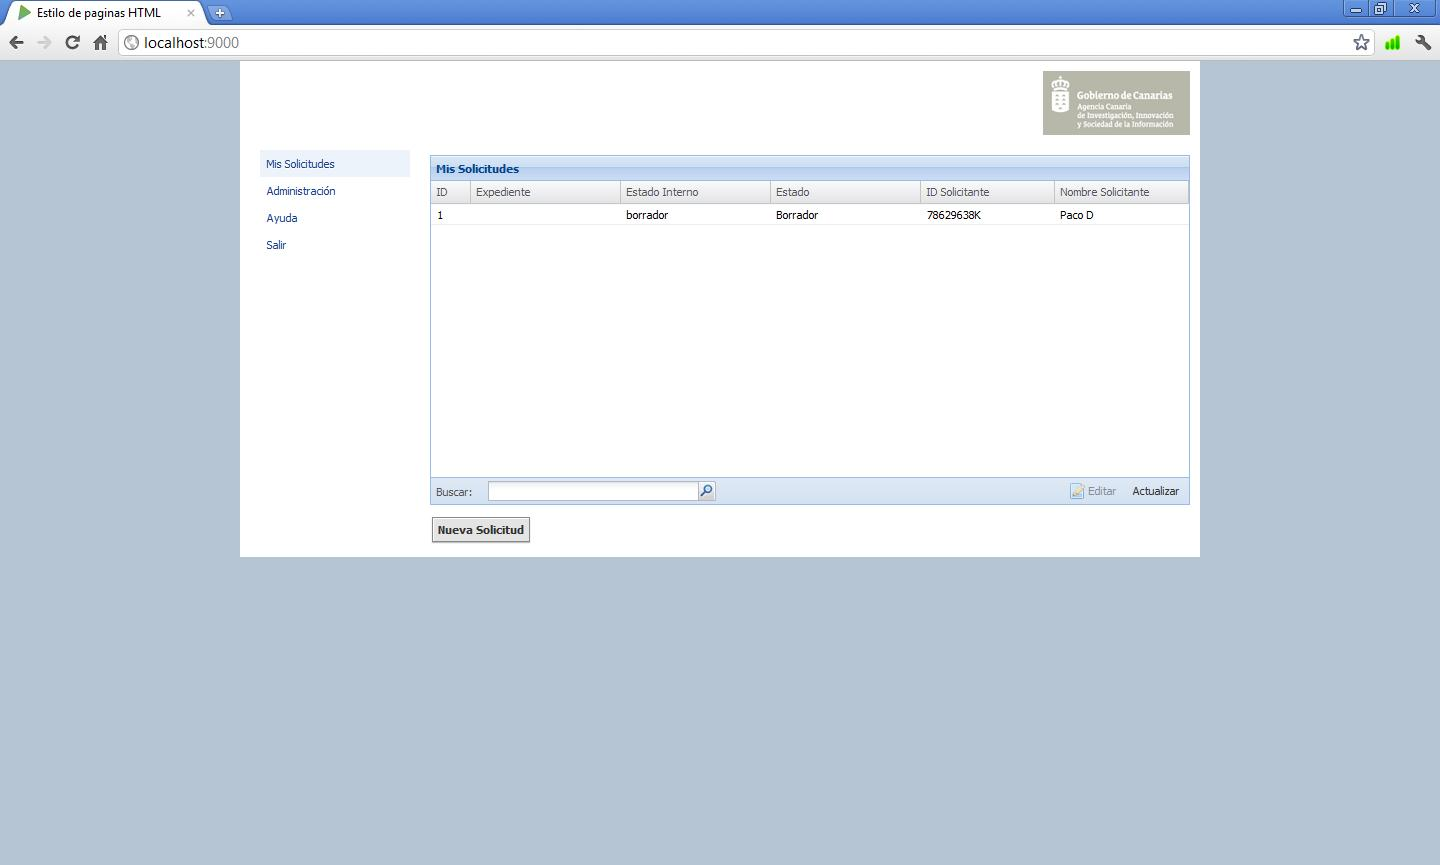 Estilo de paginas HTML
localhost:9000
Gobierno de Canarias
Agencia Canaria
de Investigación, Innovación
y Sociedad de la Información
Mis Solicitudes
Administración
Ayuda
Salir
Mis Solicitudes
ID Expediente Estado Interno Estado ID Solicitante Nombre Solicitante
1 borrador Borrador 78629638K Paco D
Buscar: Editar Actualizar
Nueva Solicitud